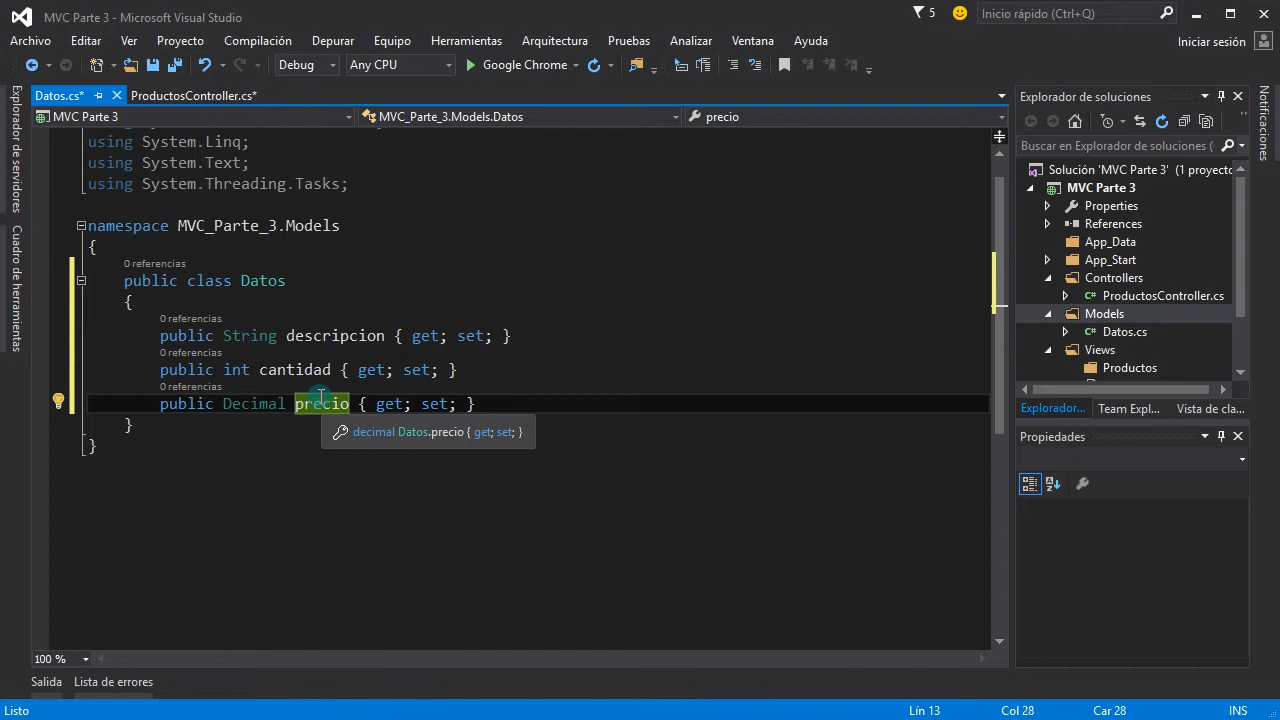 MVC Parte 3 - Microsoft Visual Studio
5
Inicio rápido (Ctrl+Q)
Archivo Editar Ver Proyecto Compilación Depurar Equipo Herramientas Arquitectura Pruebas Analizar Ventana Ayuda
Iniciar sesión
Debug Any CPU Google Chrome
Explorador de servidores
Cuadro de herramientas
Datos.cs* ProductosController.cs*
MVC Parte 3 MVC_Parte_3.Models.Datos precio
using System.Linq;
using System.Text;
using System.Threading.Tasks;
namespace MVC_Parte_3.Models
{
0 referencias
public class Datos
{
0 referencias
public String descripcion { get; set; }
0 referencias
public int cantidad { get; set; }
0 referencias
public Decimal precio { get; set; }
decimal Datos.precio { get; set; }
}
}
100 %
Explorador de soluciones
Buscar en Explorador de soluciones (
Solución 'MVC Parte 3' (1 proyecto
MVC Parte 3
Properties
References
App_Data
App_Start
Controllers
ProductosController.cs
Models
Datos.cs
Views
Productos
Explorador... Team Expl... Vista de cla...
Propiedades
Notificaciones
Salida Lista de errores
Listo Lín 13 Col 28 Car 28 INS